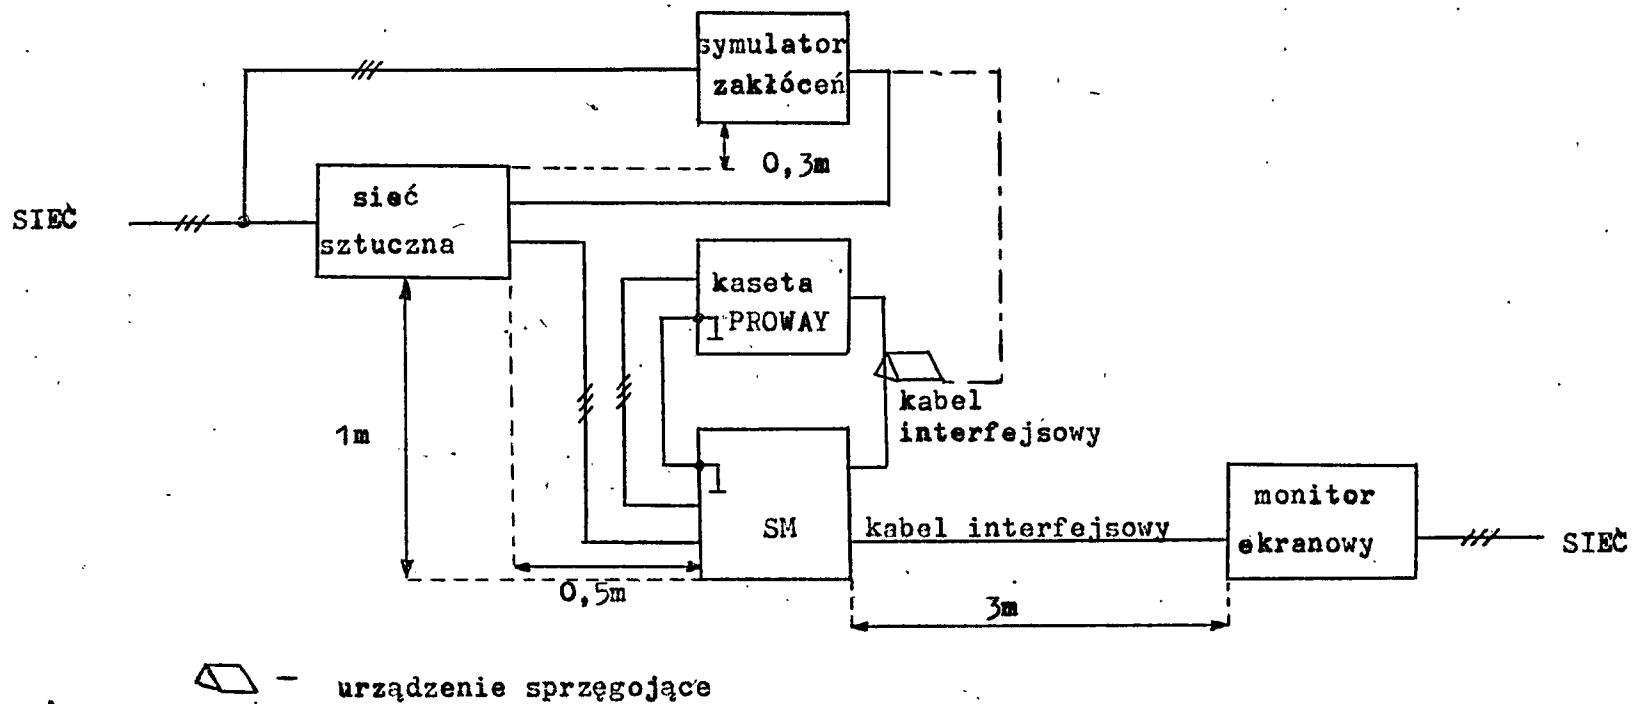 symulator
zakłóceń
0,3m
sieć
sztuczna
SIEĆ
kaseta
PROWAY
kabel
interfejsowy
1m
SM
kabel interfejsowy
monitor
ekranowy
SIEĆ
0,5m
3m
- urządzenie sprzęgojące